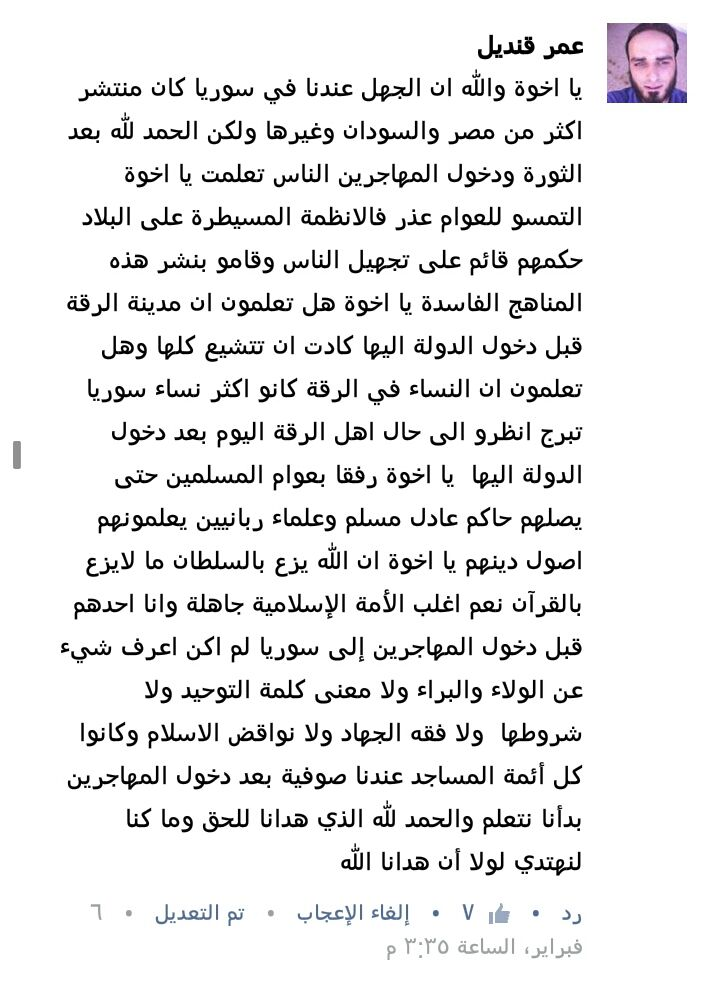 عمر قنديل
يا اخوة والله ان الجهل عندنا في سوريا كان منتشر
اكثر من مصر والسودان وغيرها ولكن الحمد لله بعد
الثورة ودخول المهاجرين الناس تعلمت يا اخوة
التمسو للعوام عذر فالانظمة المسيطرة على البلاد
حكمهم قائم على تجهيل الناس وقامو بنشر هذه
المناهج الفاسدة يا اخوة هل تعلمون ان مدينة الرقة
قبل دخول الدولة اليها كادت ان تتشيع كلها وهل
تعلمون ان النساء في الرقة كانو اكثر نساء سوريا
تبرج انظرو الى حال اهل الرقة اليوم بعد دخول
الدولة اليها  يا اخوة رفقا بعوام المسلمين حتى
يصلهم حاكم عادل مسلم وعلماء ربانيين يعلمونهم
اصول دينهم يا اخوة ان الله يزع بالسلطان ما لايزع
بالقرآن نعم اغلب الأمة الإسلامية جاهلة وانا احدهم
قبل دخول المهاجرين إلى سوريا لم اكن اعرف شيء
عن الولاء والبراء ولا معنى كلمة التوحيد ولا
شروطها  ولا فقه الجهاد ولا نواقض الاسلام وكانوا
كل أئمة المساجد عندنا صوفية بعد دخول المهاجرين
بدأنا نتعلم والحمد لله الذي هدانا للحق وما كنا
لنهتدي لولا أن هدانا الله
رد • ٧ • إلغاء الإعجاب • تم التعديل • ٦
فبراير، الساعة ٣:٣٥ م